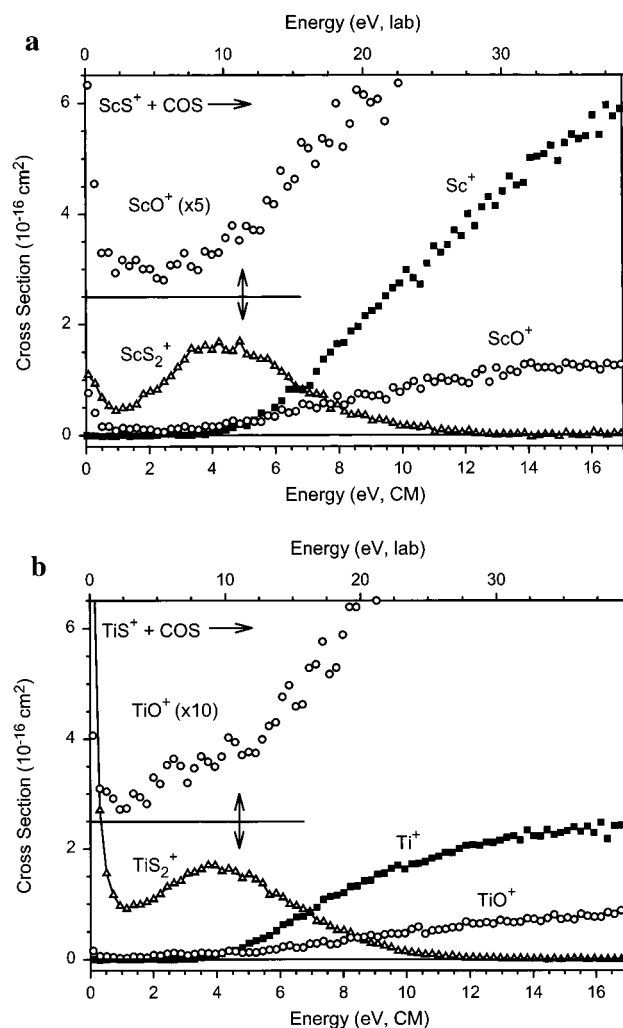 a
Energy (eV, lab)
0 10 20 30
ScS+ + COS
ScO+ (x5)
Sc+
ScS2+
ScO+
Cross Section (10-16 cm2)
6
4
2
0
0 2 4 6 8 10 12 14 16
Energy (eV, CM)
b
Energy (eV, lab)
0 10 20 30
TiS+ + COS
TiO+ (x10)
Ti+
TiS2+
TiO+
Cross Section (10-16 cm2)
6
4
2
0
0 2 4 6 8 10 12 14 16
Energy (eV, CM)